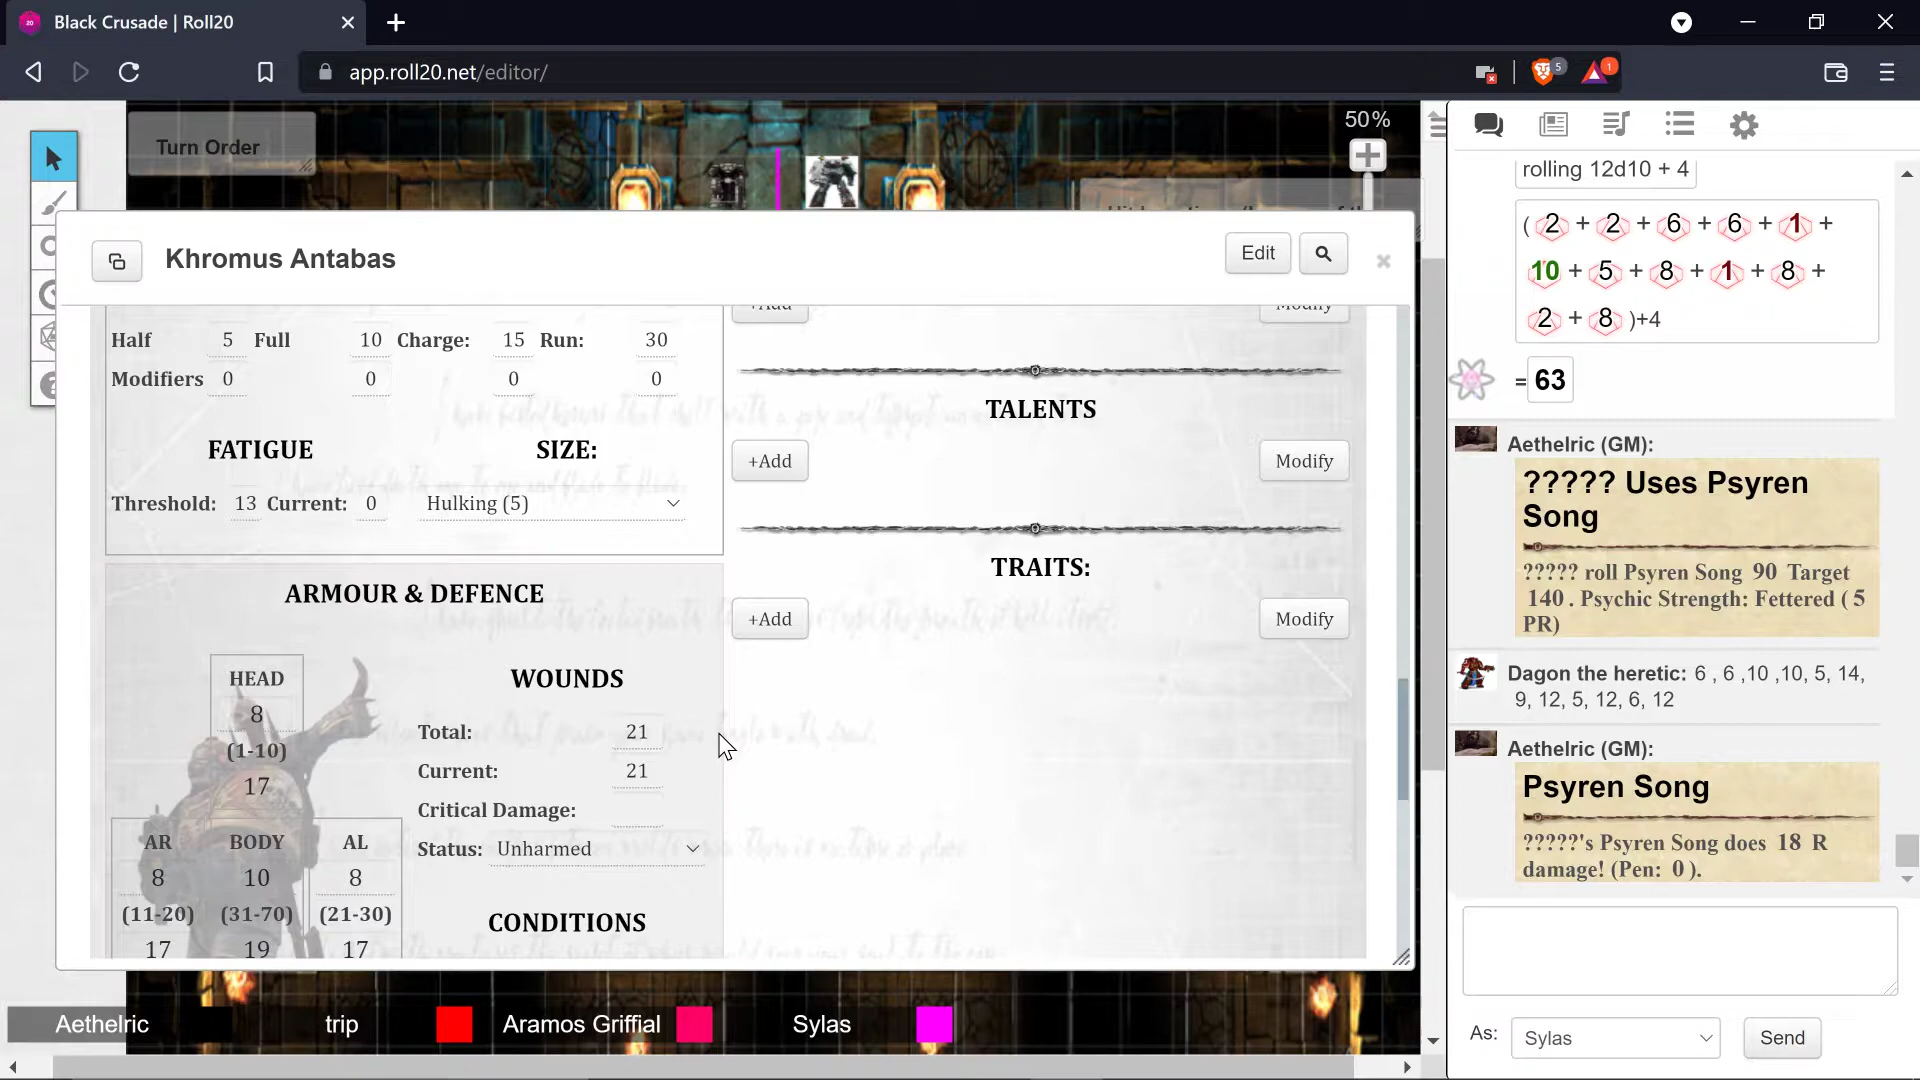 Black Crusade | Roll20
app.roll20.net/editor/
5
1
Turn Order
50%
Khromus Antabas
Edit
Half 5 Full 10 Charge: 15 Run: 30
Modifiers 0 0 0 0
FATIGUE SIZE:
Threshold: 13 Current: 0 Hulking (5)
ARMOUR & DEFENCE
HEAD
8
(1-10)
17
AR BODY AL
8 10 8
(11-20) (31-70) (21-30)
17 19 17
WOUNDS
Total: 21
Current: 21
Critical Damage:
Status: Unharmed
CONDITIONS
+Add Modify
TALENTS
+Add Modify
TRAITS:
+Add Modify
Aethelric trip Aramos Griffial Sylas
rolling 12d10 + 4
( 2 + 2 + 6 + 6 + 1 +
10 + 5 + 8 + 1 + 8 +
2 + 8 )+4
= 63
Aethelric (GM):
????? Uses Psyren
Song
????? roll Psyren Song 90 Target
140 . Psychic Strength: Fettered ( 5
PR)
Dagon the heretic: 6 , 6 ,10 ,10, 5, 14,
9, 12, 5, 12, 6, 12
Aethelric (GM):
Psyren Song
?????'s Psyren Song does 18 R
damage! (Pen: 0 ).
As: Sylas Send